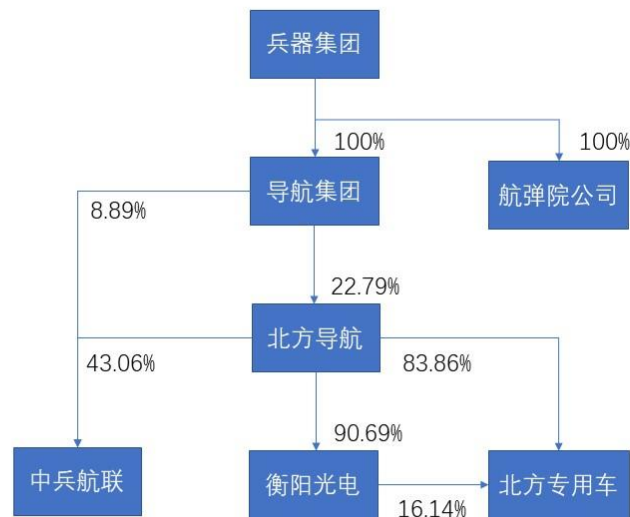 兵器集团
100%
100%
导航集团
航弹院公司
8.89%
22.79%
北方导航
43.06%
83.86%
90.69%
中兵航联
衡阳光电
北方专用车
16.14%